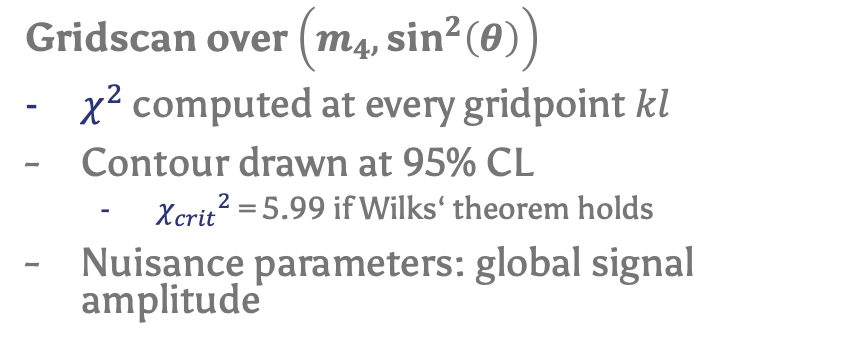 Gridscan over (m₄, sin²(θ))
- χ² computed at every gridpoint kl
- Contour drawn at 95% CL
- χ_crit² = 5.99 if Wilks‘ theorem holds
- Nuisance parameters: global signal
amplitude